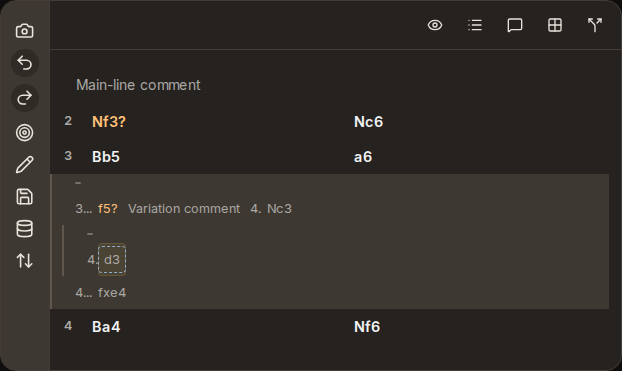 Main-line comment
2 Nf3? Nc6
3 Bb5 a6
–
3... f5? Variation comment 4. Nc3
–
4. d3
4... fxe4
4 Ba4 Nf6